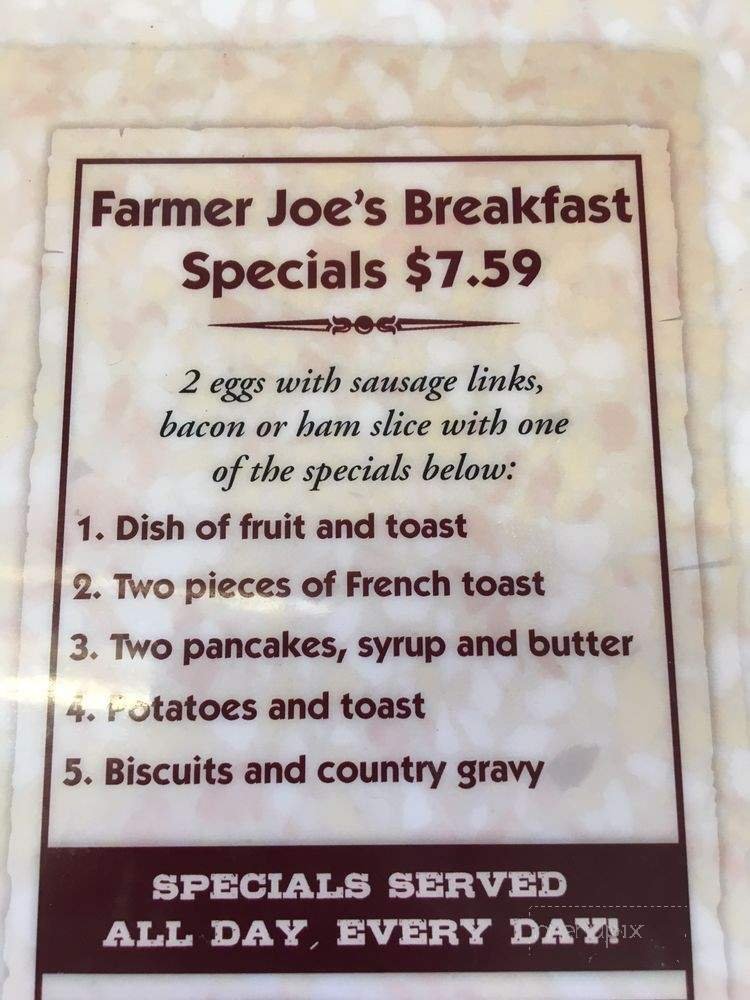 Farmer Joe's Breakfast
Specials $7.59
2 eggs with sausage links,
bacon or ham slice with one
of the specials below:
1. Dish of fruit and toast
2. Two pieces of French toast
3. Two pancakes, syrup and butter
4. Potatoes and toast
5. Biscuits and country gravy
SPECIALS SERVED
ALL DAY, EVERY DAY!